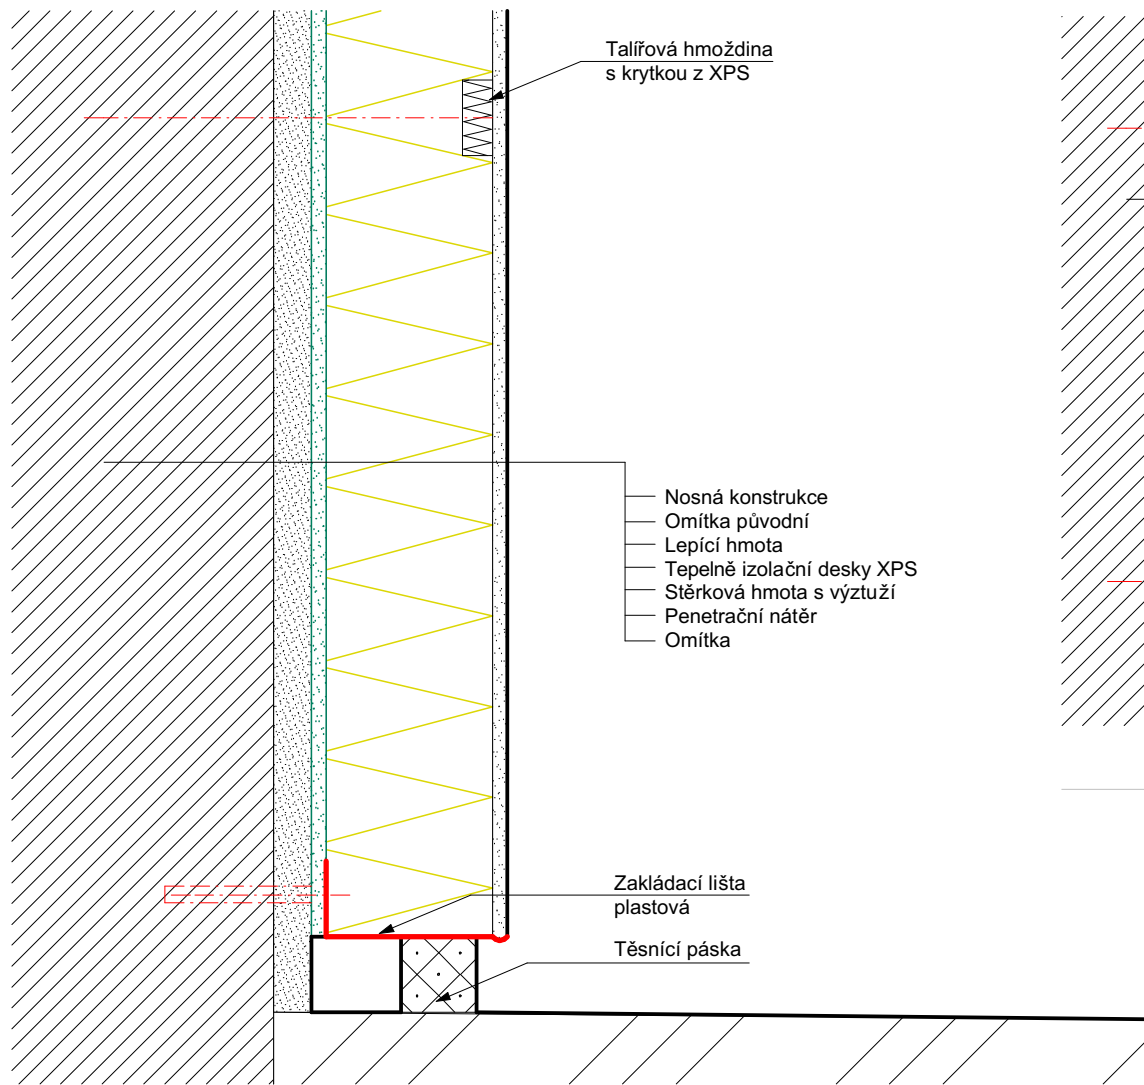 Talířová hmoždina
s krytkou z XPS
Nosná konstrukce
Omítka původní
Lepící hmota
Tepelně izolační desky XPS
Stěrková hmota s výztuží
Penetrační nátěr
Omítka
Zakládací lišta
plastová
Těsnící páska